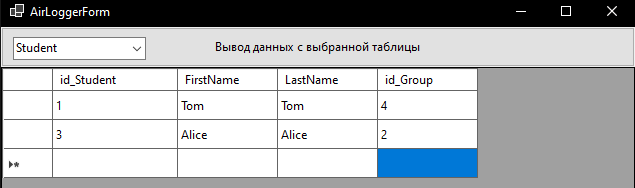 AirLoggerForm
Student Вывод данных с выбранной таблицы
id_Student FirstName LastName id_Group
1 Tom Tom 4
3 Alice Alice 2